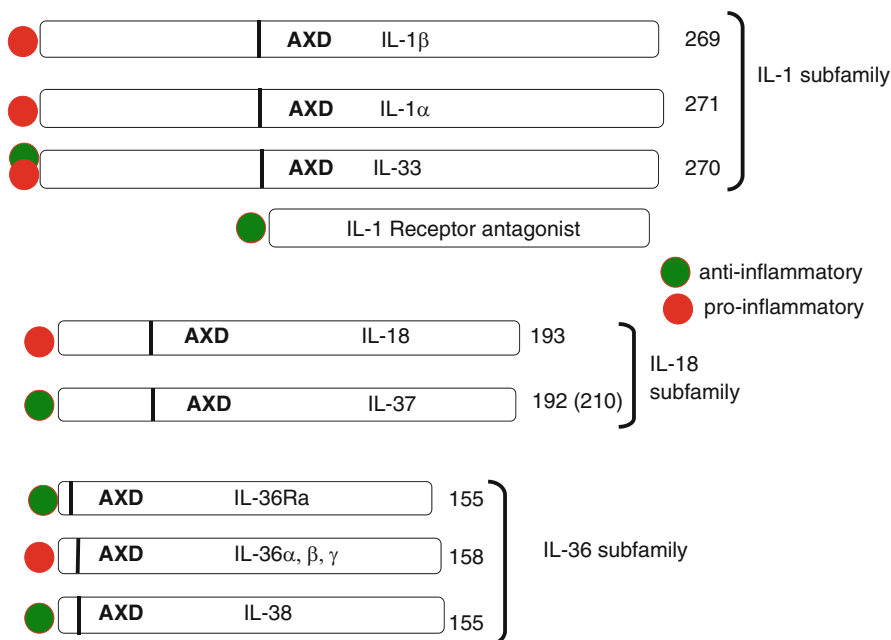 AXD IL-1β 269
IL-1 subfamily
AXD IL-1α 271
AXD IL-33 270
IL-1 Receptor antagonist
anti-inflammatory
pro-inflammatory
AXD IL-18 193
IL-18
subfamily
AXD IL-37 192 (210)
AXD IL-36Ra 155
AXD IL-36α, β, γ 158
IL-36 subfamily
AXD IL-38 155